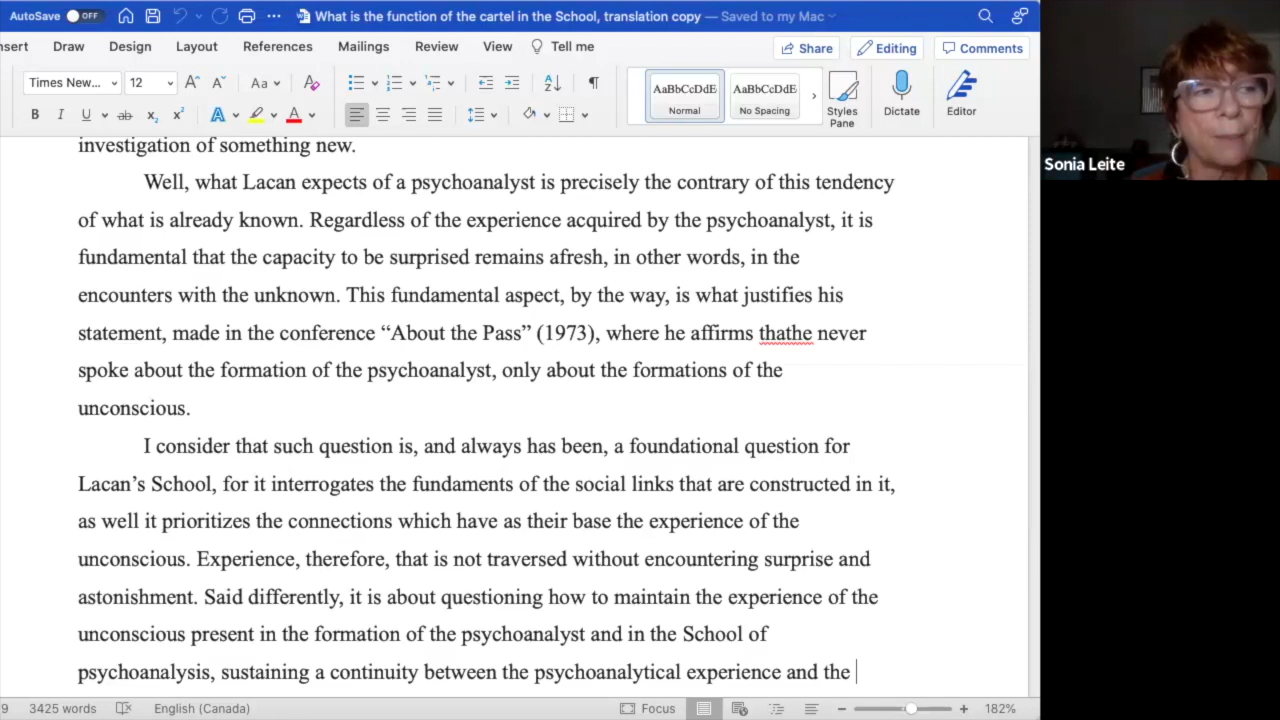 AutoSave OFF What is the function of the cartel in the School, translation copy — Saved to my Mac
nsert Draw Design Layout References Mailings Review View Tell me Share Editing Comments
Times New... 12 Aa AaBbCcDdE AaBbCcDdE
Normal No Spacing Styles Pane Dictate Editor
B I U ab x2 x2 A A
Sonia Leite
investigation of something new.
Well, what Lacan expects of a psychoanalyst is precisely the contrary of this tendency
of what is already known. Regardless of the experience acquired by the psychoanalyst, it is
fundamental that the capacity to be surprised remains afresh, in other words, in the
encounters with the unknown. This fundamental aspect, by the way, is what justifies his
statement, made in the conference “About the Pass” (1973), where he affirms thathe never
spoke about the formation of the psychoanalyst, only about the formations of the
unconscious.
I consider that such question is, and always has been, a foundational question for
Lacan’s School, for it interrogates the fundaments of the social links that are constructed in it,
as well it prioritizes the connections which have as their base the experience of the
unconscious. Experience, therefore, that is not traversed without encountering surprise and
astonishment. Said differently, it is about questioning how to maintain the experience of the
unconscious present in the formation of the psychoanalyst and in the School of
psychoanalysis, sustaining a continuity between the psychoanalytical experience and the
9 3425 words English (Canada) Focus 182%